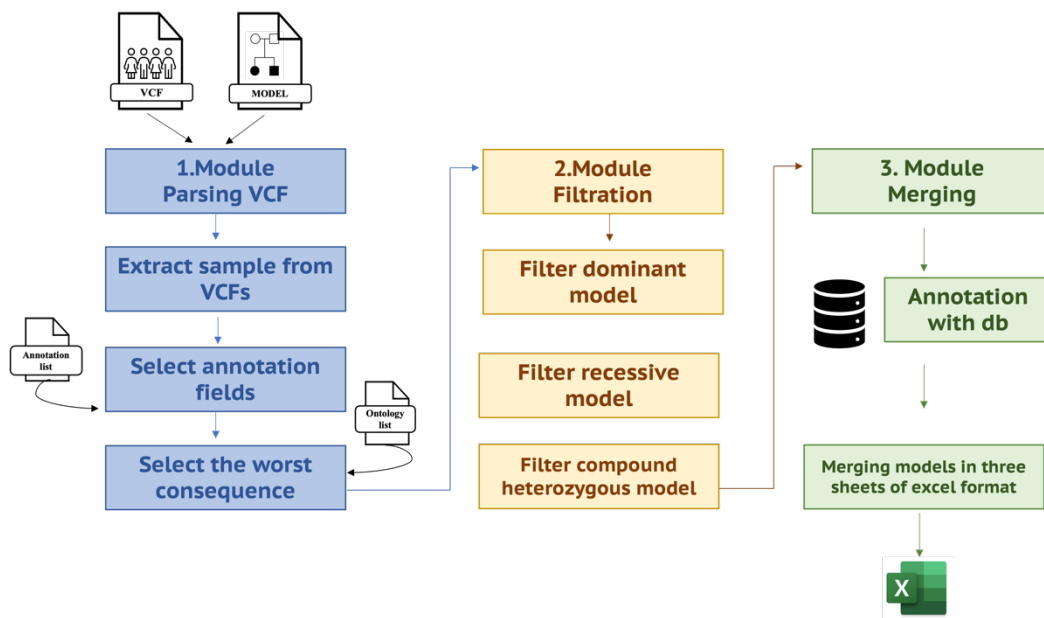 VCF
MODEL
1.Module
Parsing VCF
Extract sample from
VCFs
Annotation
list
Select annotation
fields
Ontology
list
Select the worst
consequence
2.Module
Filtration
Filter dominant
model
Filter recessive
model
Filter compound
heterozygous model
3. Module
Merging
Annotation
with db
Merging models in three
sheets of excel format
X